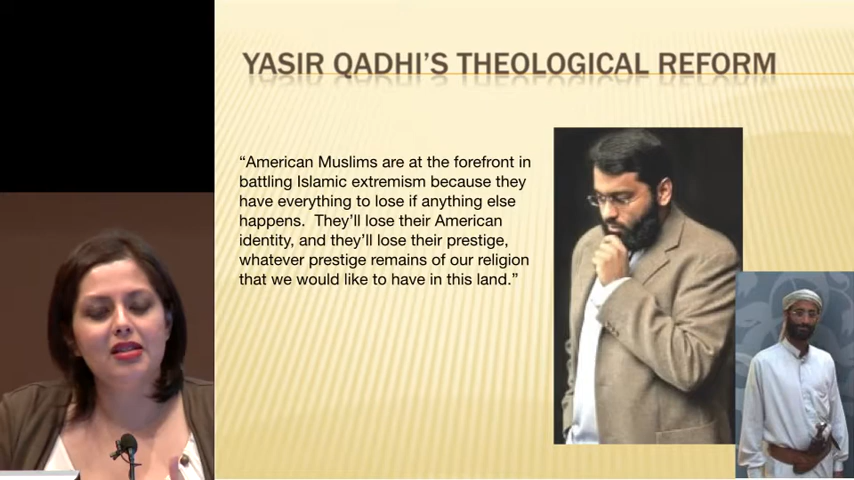 YASIR QADHI'S THEOLOGICAL REFORM
“American Muslims are at the forefront in
battling Islamic extremism because they
have everything to lose if anything else
happens.  They’ll lose their American
identity, and they’ll lose their prestige,
whatever prestige remains of our religion
that we would like to have in this land.”